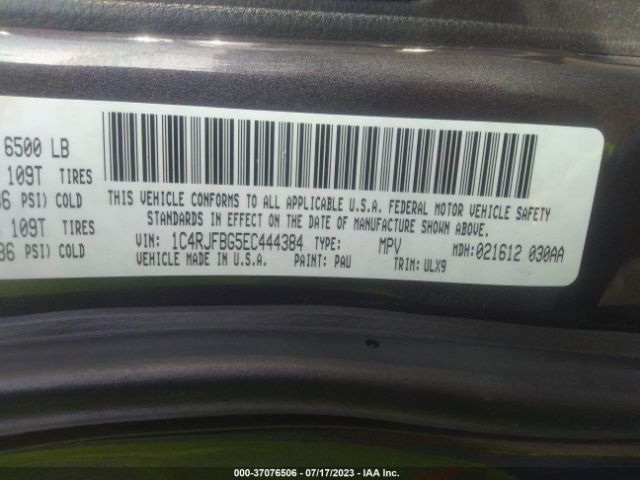 6500 LB
109T TIRES
36 PSI) COLD
109T TIRES
36 PSI) COLD
THIS VEHICLE CONFORMS TO ALL APPLICABLE U.S.A. FEDERAL MOTOR VEHICLE SAFETY
STANDARDS IN EFFECT ON THE DATE OF MANUFACTURE SHOWN ABOVE.
VIN: 1C4RJFBG5EC444384 TYPE: MPV MDH:021612 030AA
VEHICLE MADE IN U.S.A. PAINT: PAU TRIM: ULX9
000-37076506 - 07/17/2023 - IAA Inc.